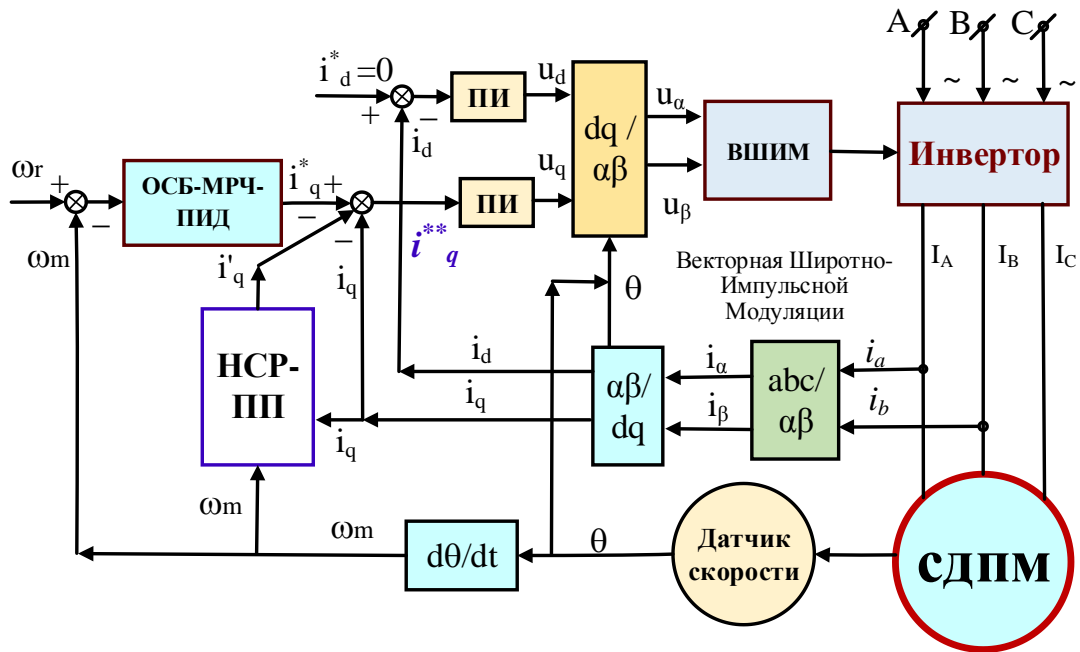 A B C
~ ~ ~
i*d =0
+
−
ПИ
ud
id
dq /
αβ
uα
uβ
ВШИМ
Инвертор
ωr
+
−
ОСБ-МРЧ-
ПИД
i*q
+
−
−
i**q
ПИ
uq
ωm
i'q
iq
θ
Векторная Широтно-
Импульсной
Модуляции
IA IB IC
НСР-
ПП
id
iq
iq
αβ/
dq
iα
iβ
abc/
αβ
ia
ib
ωm
ωm
dθ/dt
θ
Датчик
скорости
сдпм